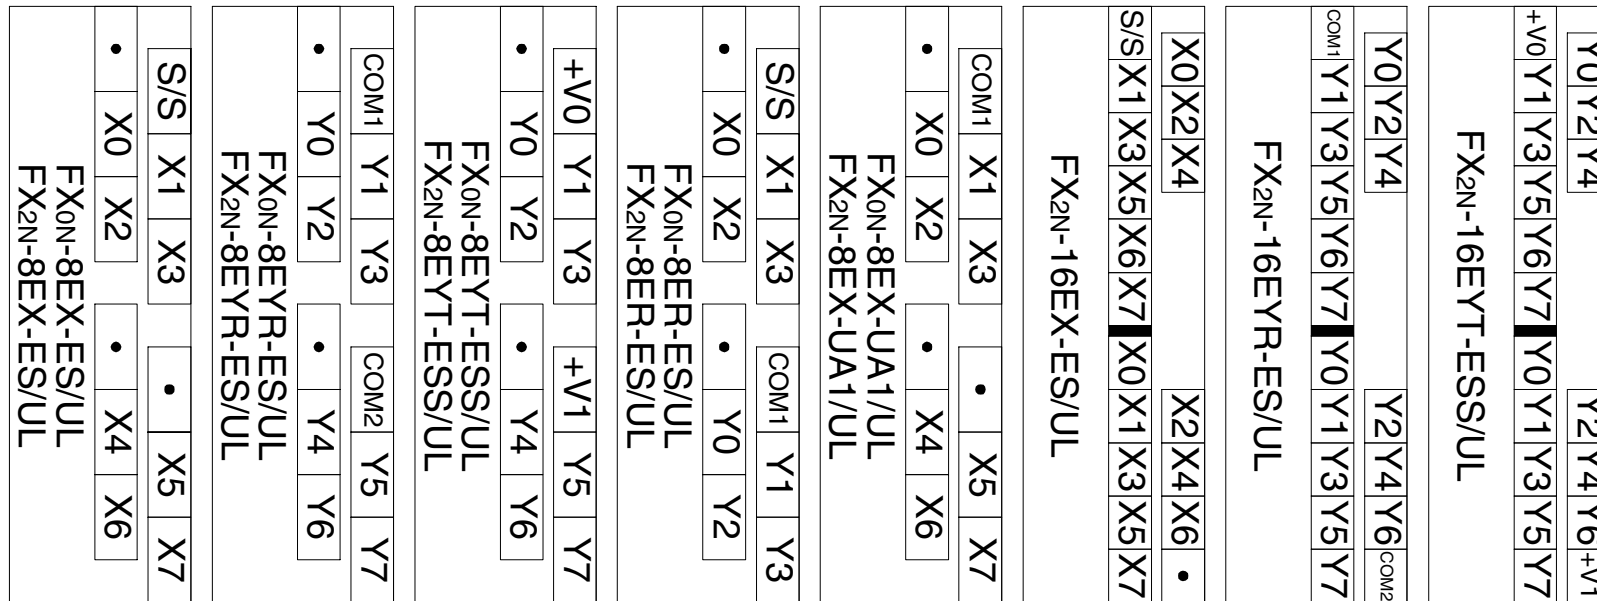 Y0 Y2 Y4 Y2 Y4 Y6 +V1
+V0 Y1 Y3 Y5 Y6 Y7 Y0 Y1 Y3 Y5 Y7
FX2N-16EYT-ESS/UL
Y0 Y2 Y4 Y2 Y4 Y6 COM2
COM1 Y1 Y3 Y5 Y6 Y7 Y0 Y1 Y3 Y5 Y7
FX2N-16EYR-ES/UL
X0 X2 X4 X2 X4 X6 •
S/S X1 X3 X5 X6 X7 X0 X1 X3 X5 X7
FX2N-16EX-ES/UL
COM1 X1 X3 • X5 X7
• X0 X2 • X4 X6
FX0N-8EX-UA1/UL
FX2N-8EX-UA1/UL
S/S X1 X3 COM1 Y1 Y3
• X0 X2 • Y0 Y2
FX0N-8ER-ES/UL
FX2N-8ER-ES/UL
+V0 Y1 Y3 +V1 Y5 Y7
• Y0 Y2 • Y4 Y6
FX0N-8EYT-ESS/UL
FX2N-8EYT-ESS/UL
COM1 Y1 Y3 COM2 Y5 Y7
• Y0 Y2 • Y4 Y6
FX0N-8EYR-ES/UL
FX2N-8EYR-ES/UL
S/S X1 X3 • X5 X7
• X0 X2 • X4 X6
FX0N-8EX-ES/UL
FX2N-8EX-ES/UL